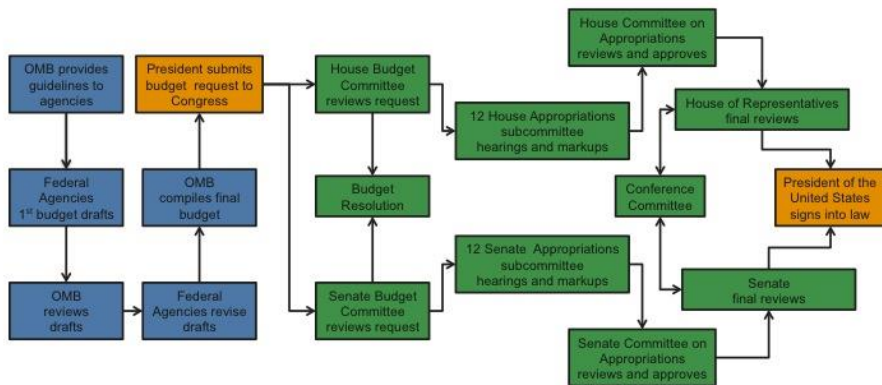 OMB provides
guidelines to
agencies
Federal
Agencies
1st budget drafts
OMB
reviews
drafts
Federal
Agencies revise
drafts
OMB
compiles final
budget
President submits
budget request to
Congress
House Budget
Committee
reviews request
Budget
Resolution
Senate Budget
Committee
reviews request
12 House Appropriations
subcommittee
hearings and markups
12 Senate Appropriations
subcommittee
hearings and markups
House Committee on
Appropriations
reviews and approves
House of Representatives
final reviews
Conference
Committee
Senate
final reviews
Senate Committee on
Appropriations
reviews and approves
President of the
United States
signs into law